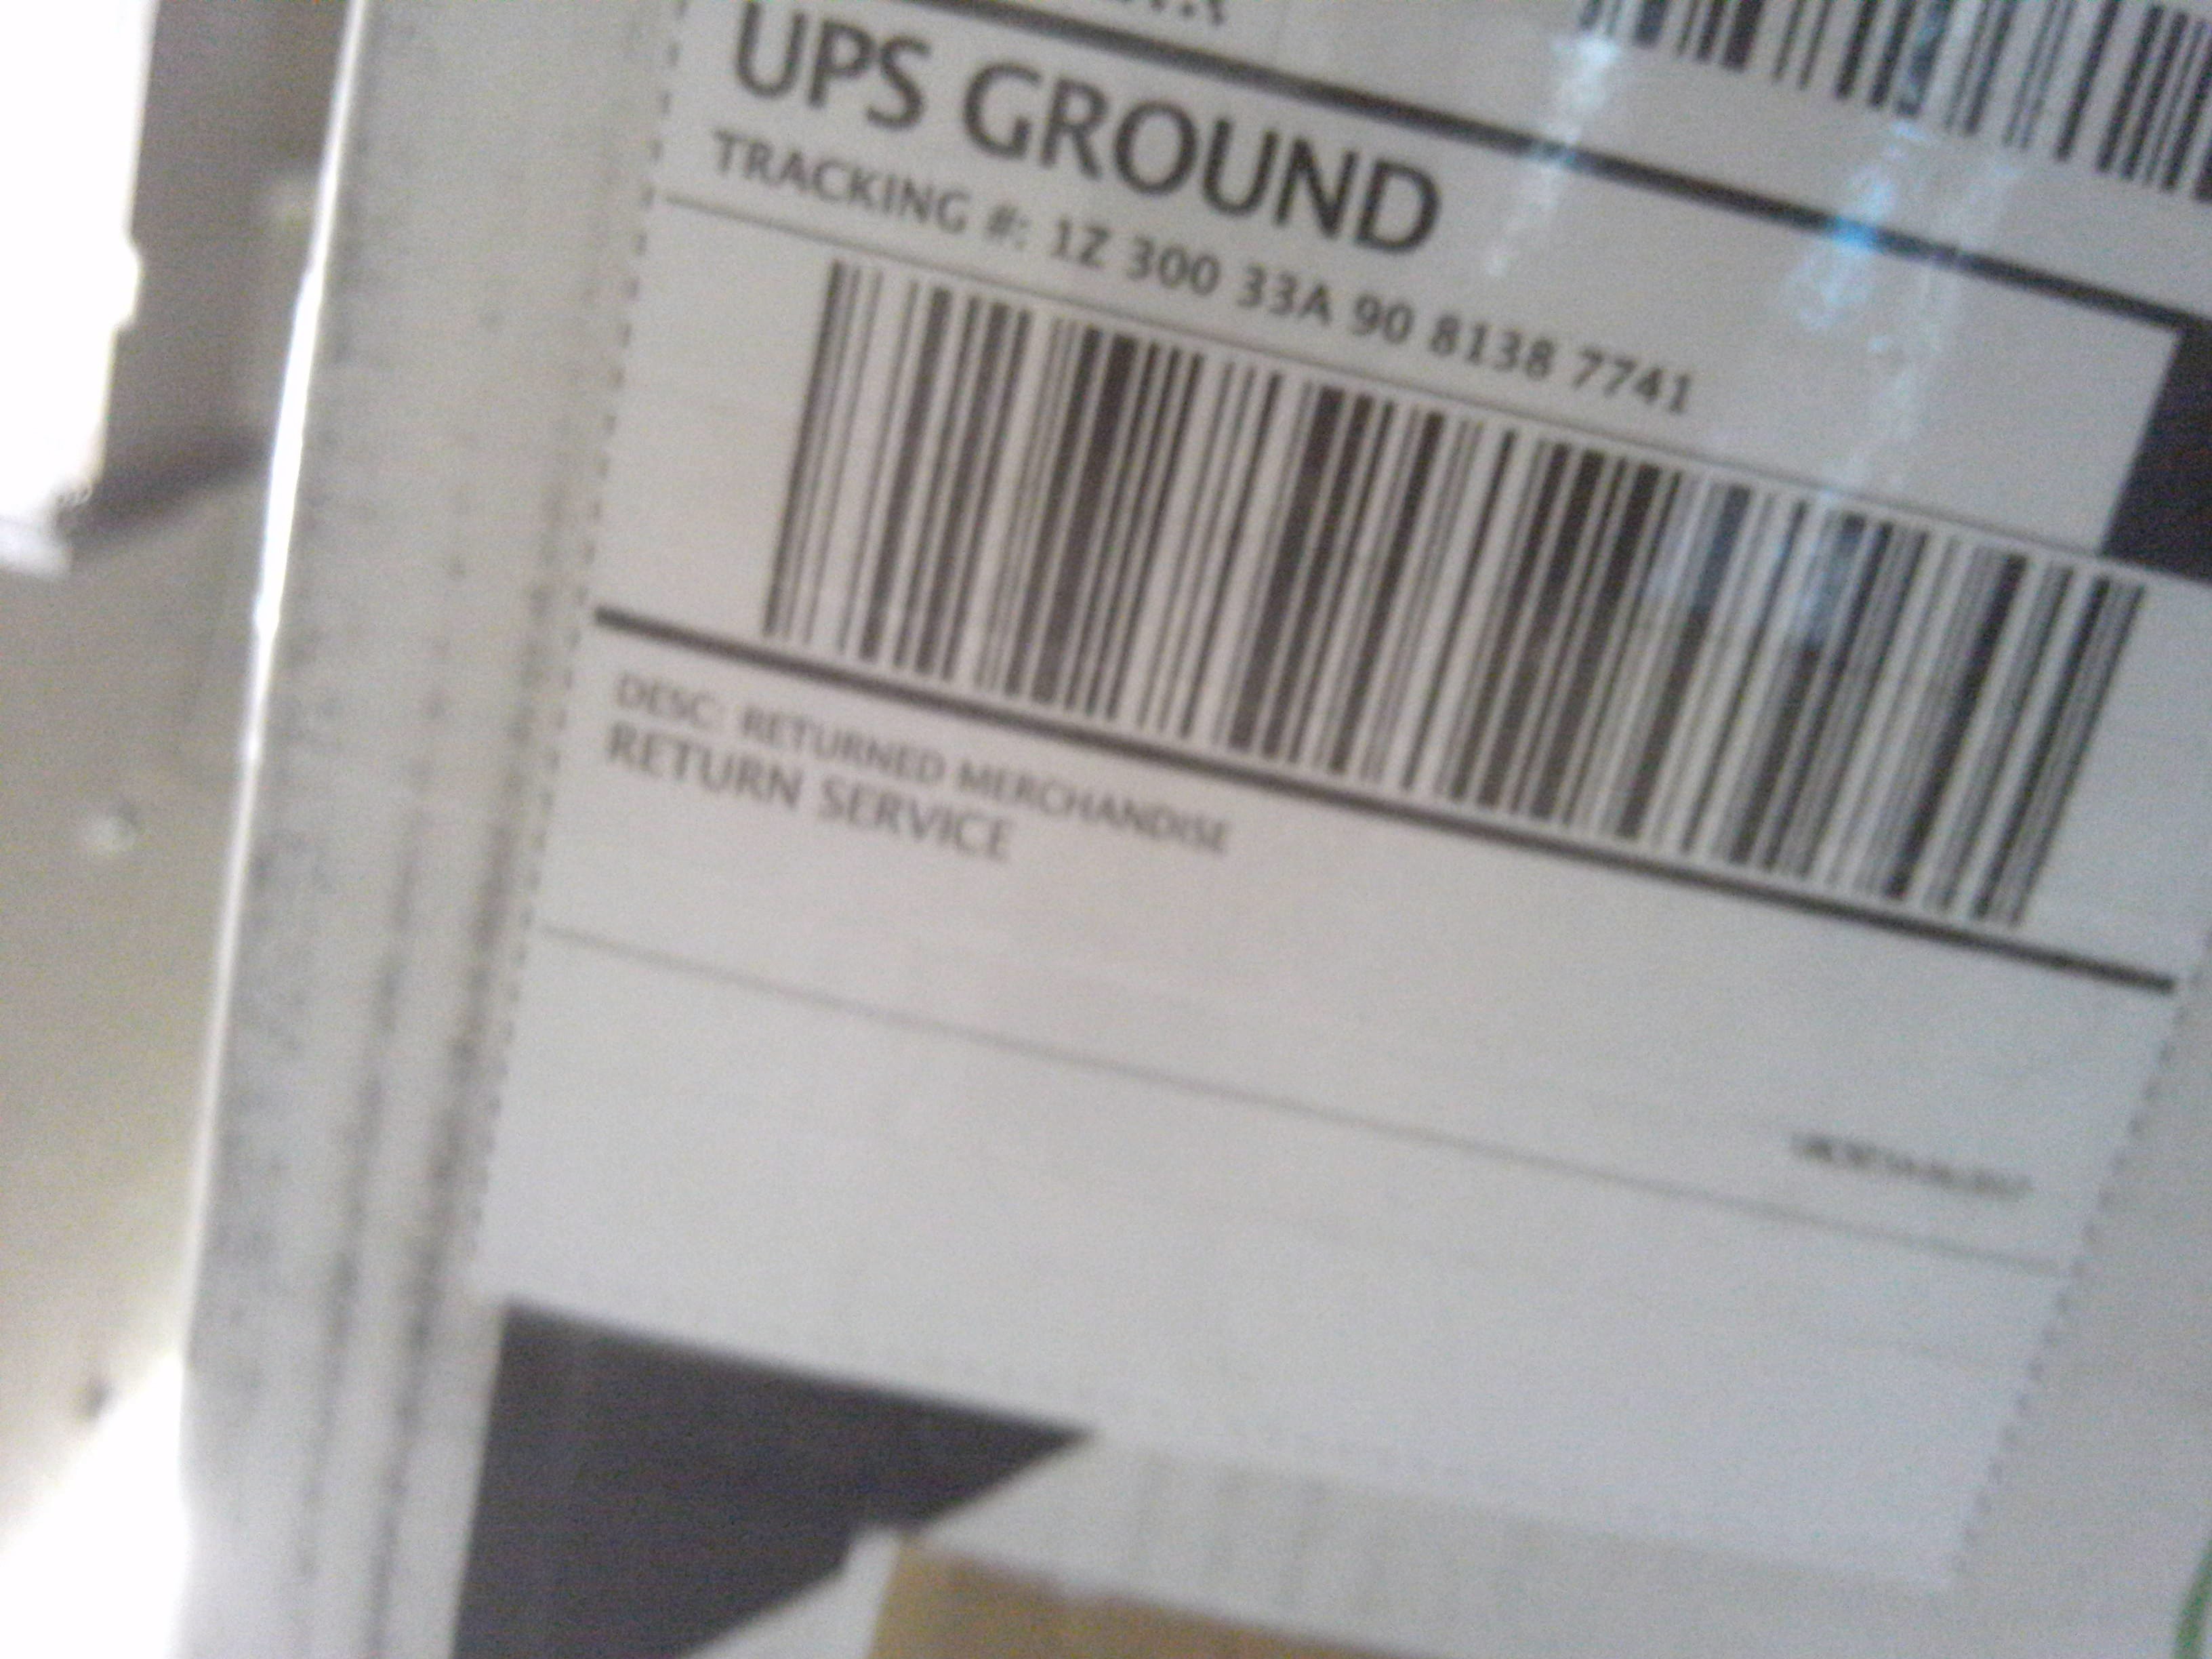 UPS GROUND
TRACKING #: 1Z 300 33A 90 8138 7741
DESC: RETURNED MERCHANDISE
RETURN SERVICE